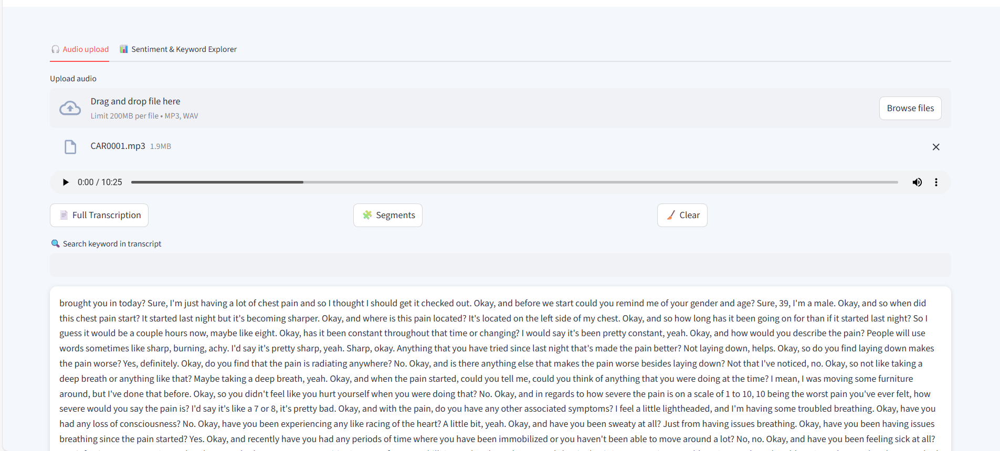 Audio upload
Sentiment & Keyword Explorer
Upload audio
Drag and drop file here
Limit 200MB per file • MP3, WAV
Browse files
CAR0001.mp3 1.9MB
0:00 / 10:25
Full Transcription
Segments
Clear
Search keyword in transcript
brought you in today? Sure, I'm just having a lot of chest pain and so I thought I should get it checked out. Okay, and before we start could you remind me of your gender and age? Sure, 39, I'm a male. Okay, and so when did
this chest pain start? It started last night but it's becoming sharper. Okay, and where is this pain located? It's located on the left side of my chest. Okay, and so how long has it been going on for than if it started last night? So I
guess it would be a couple hours now, maybe like eight. Okay, has it been constant throughout that time or changing? I would say it's been pretty constant, yeah. Okay, and how would you describe the pain? People will use
words sometimes like sharp, burning, achy. I'd say it's pretty sharp, yeah. Sharp, okay. Anything that you have tried since last night that's made the pain better? Not laying down, helps. Okay, so do you find laying down makes
the pain worse? Yes, definitely. Okay, do you find that the pain is radiating anywhere? No. Okay, and is there anything else that makes the pain worse besides laying down? Not that I've noticed, no. Okay, so not like taking a
deep breath or anything like that? Maybe taking a deep breath, yeah. Okay, and when the pain started, could you tell me, could you think of anything that you were doing at the time? I mean, I was moving some furniture
around, but I've done that before. Okay, so you didn't feel like you hurt yourself when you were doing that? No. Okay, and in regards to how severe the pain is on a scale of 1 to 10, 10 being the worst pain you've ever felt, how
severe would you say the pain is? I'd say it's like a 7 or 8, it's pretty bad. Okay, and with the pain, do you have any other associated symptoms? I feel a little lightheaded, and I'm having some troubled breathing. Okay, have you
had any loss of consciousness? No. Okay, have you been experiencing any like racing of the heart? A little bit, yeah. Okay, and have you been sweaty at all? Just from having issues breathing. Okay, have you been having issues
breathing since the pain started? Yes. Okay, and recently have you had any periods of time where you have been immobilized or you haven't been able to move around a lot? No, no. Okay, and have you been feeling sick at all?